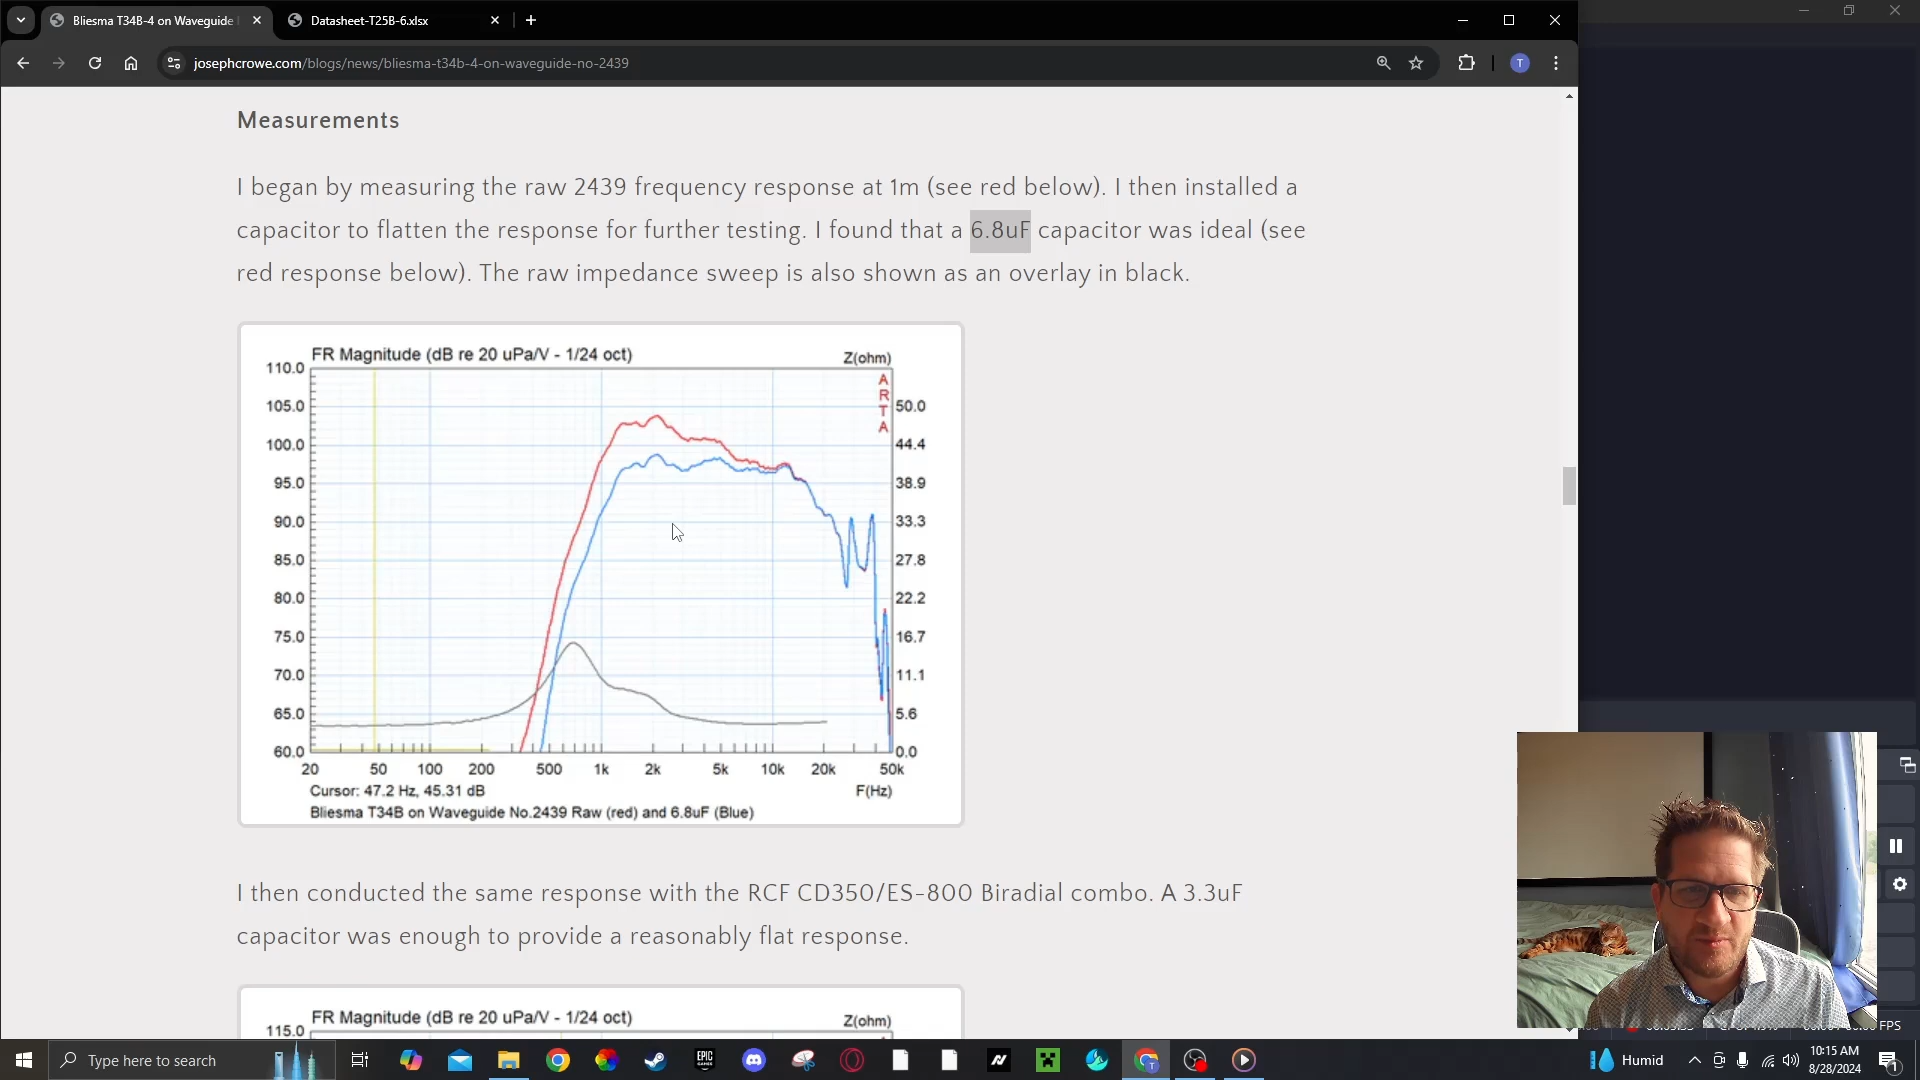 Bliesma T34B-4 on Waveguide
Datasheet-T25B-6.xlsx
josephcrowe.com/blogs/news/bliesma-t34b-4-on-waveguide-no-2439
T
Measurements
I began by measuring the raw 2439 frequency response at 1m (see red below). I then installed a
capacitor to flatten the response for further testing. I found that a 6.8uF capacitor was ideal (see
red response below). The raw impedance sweep is also shown as an overlay in black.
FR Magnitude (dB re 20 uPa/V - 1/24 oct)
Z(ohm)
110.0
A
R
T
A
105.0
50.0
100.0
44.4
95.0
38.9
90.0
33.3
85.0
27.8
80.0
22.2
75.0
16.7
70.0
11.1
65.0
5.6
60.0
0.0
20 50 100 200 500 1k 2k 5k 10k 20k 50k
Cursor: 47.2 Hz, 45.31 dB
F(Hz)
Bliesma T34B on Waveguide No.2439 Raw (red) and 6.8uF (Blue)
I then conducted the same response with the RCF CD350/ES-800 Biradial combo. A 3.3uF
capacitor was enough to provide a reasonably flat response.
FR Magnitude (dB re 20 uPa/V - 1/24 oct)
Z(ohm)
115.0
FPS
Type here to search
EPIC
GAMES
T
Humid
10:15 AM
8/28/2024
1